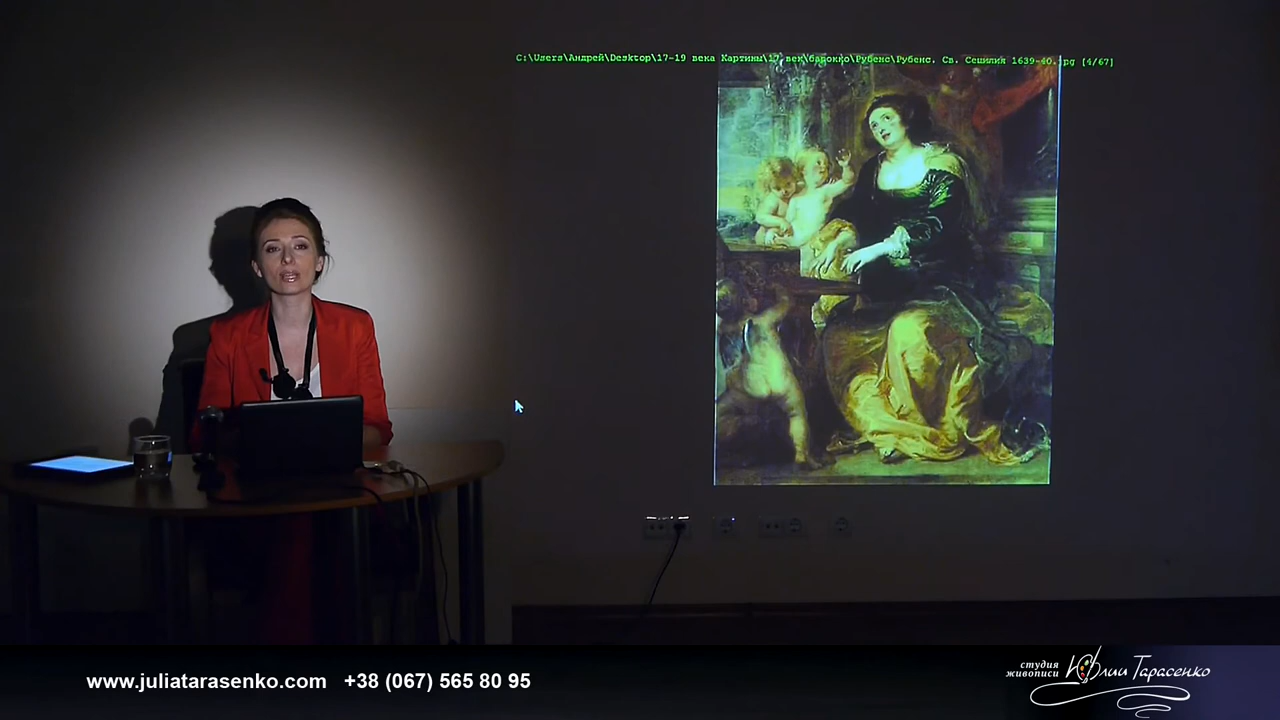 C:\Users\Андрей\Desktop\17-19 века Картины\17 век\барокко\Рубенс\Рубенс. Св. Сецилия 1639-40.jpg [4/67]
www.juliatarasenko.com +38 (067) 565 80 95
студия
живописи Юлии Тарасенко